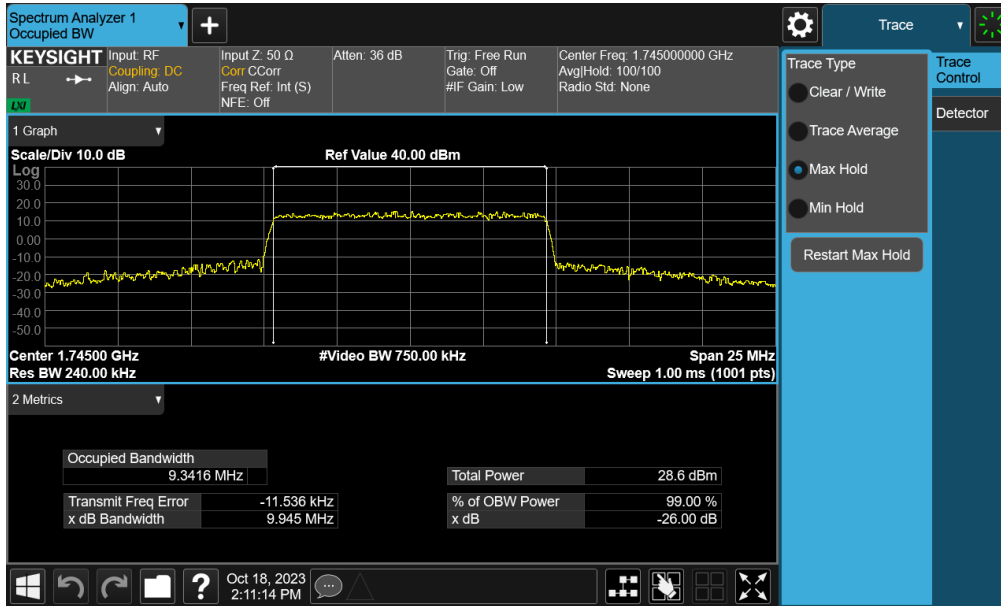 Spectrum Analyzer 1
Occupied BW
+
Trace
KEYSIGHT
R L
LXI
Input: RF
Coupling: DC
Align: Auto
Input Z: 50 Ω
Corr CCorr
Freq Ref: Int (S)
NFE: Off
Atten: 36 dB
Trig: Free Run
Gate: Off
#IF Gain: Low
Center Freq: 1.745000000 GHz
Avg|Hold: 100/100
Radio Std: None
Trace Type
Clear / Write
Trace Average
Max Hold
Min Hold
Restart Max Hold
Trace
Control
Detector
1 Graph
Scale/Div 10.0 dB
Ref Value 40.00 dBm
Log
30.0
20.0
10.0
0.00
-10.0
-20.0
-30.0
-40.0
-50.0
Center 1.74500 GHz
#Video BW 750.00 kHz
Span 25 MHz
Res BW 240.00 kHz
Sweep 1.00 ms (1001 pts)
2 Metrics
Occupied Bandwidth
9.3416 MHz
Total Power 28.6 dBm
Transmit Freq Error -11.536 kHz
% of OBW Power 99.00 %
x dB Bandwidth 9.945 MHz
x dB -26.00 dB
?
Oct 18, 2023
2:11:14 PM